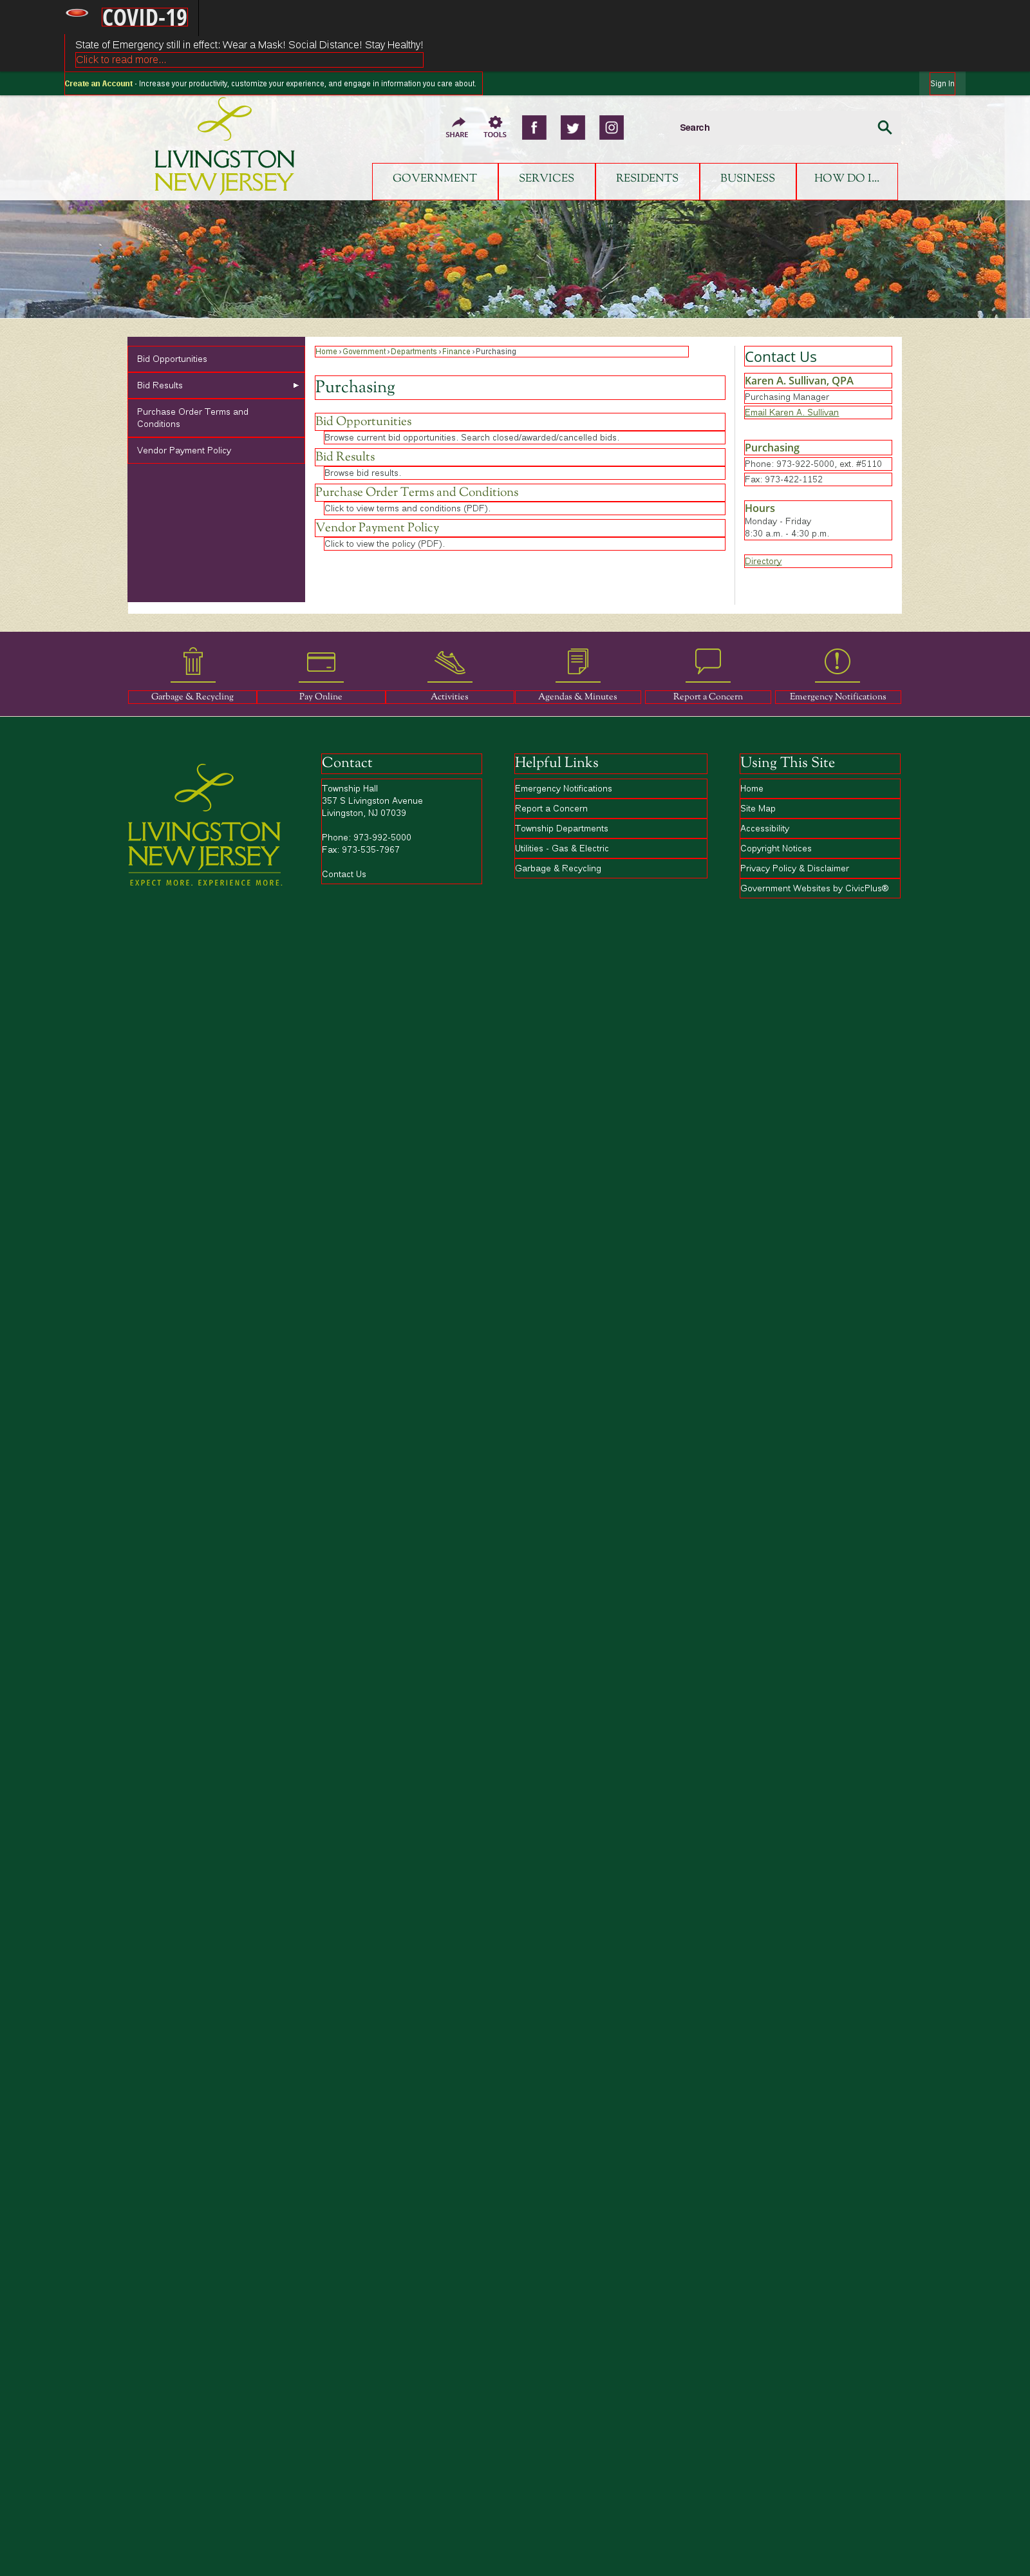 COVID-19
State of Emergency still in effect: Wear a Mask! Social Distance! Stay Healthy!
Click to read more...
Create an Account - Increase your productivity, customize your experience, and engage in information you care about.
Sign In
LIVINGSTON
NEW JERSEY
SHARE
TOOLS
Search
GOVERNMENT
SERVICES
RESIDENTS
BUSINESS
HOW DO I...
Bid Opportunities
Bid Results
Purchase Order Terms and
Conditions
Vendor Payment Policy
Home › Government › Departments › Finance › Purchasing
Purchasing
Bid Opportunities
Browse current bid opportunities. Search closed/awarded/cancelled bids.
Bid Results
Browse bid results.
Purchase Order Terms and Conditions
Click to view terms and conditions (PDF).
Vendor Payment Policy
Click to view the policy (PDF).
Contact Us
Karen A. Sullivan, QPA
Purchasing Manager
Email Karen A. Sullivan
Purchasing
Phone: 973-922-5000, ext. #5110
Fax: 973-422-1152
Hours
Monday - Friday
8:30 a.m. - 4:30 p.m.
Directory
Garbage & Recycling
Pay Online
Activities
Agendas & Minutes
Report a Concern
Emergency Notifications
LIVINGSTON
NEW JERSEY
EXPECT MORE. EXPERIENCE MORE.
Contact
Township Hall
357 S Livingston Avenue
Livingston, NJ 07039
Phone: 973-992-5000
Fax: 973-535-7967
Contact Us
Helpful Links
Emergency Notifications
Report a Concern
Township Departments
Utilities - Gas & Electric
Garbage & Recycling
Using This Site
Home
Site Map
Accessibility
Copyright Notices
Privacy Policy & Disclaimer
Government Websites by CivicPlus®